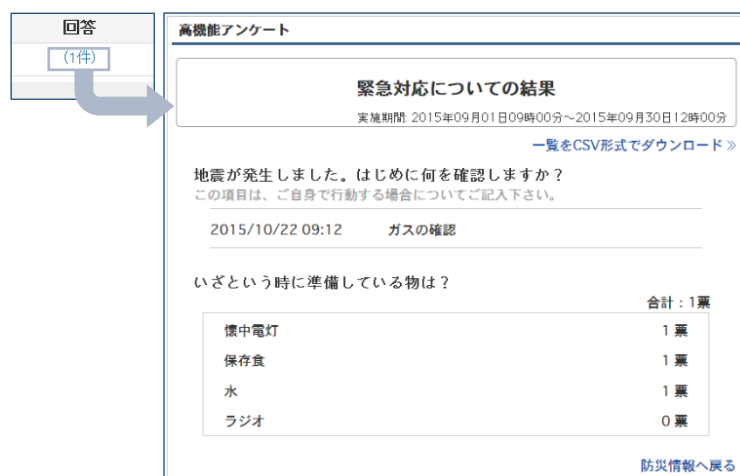 回答
(1件)
高機能アンケート
緊急対応についての結果
実施期間: 2015年09月01日09時00分～2015年09月30日12時00分
一覧をCSV形式でダウンロード »
地震が発生しました。はじめに何を確認しますか？
この項目は、ご自身で行動する場合についてご記入下さい。
2015/10/22 09:12 ガスの確認
いざという時に準備している物は？
合計：1票
懐中電灯 1 票
保存食 1 票
水 1 票
ラジオ 0 票
防災情報へ戻る